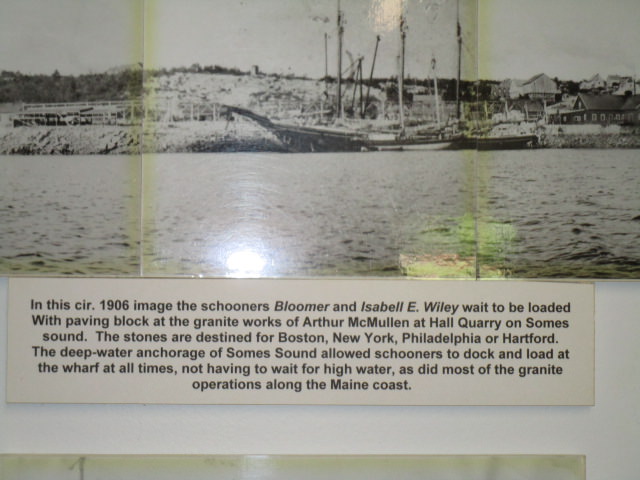 In this cir. 1906 image the schooners Bloomer and Isabell E. Wiley wait to be loaded
With paving block at the granite works of Arthur McMullen at Hall Quarry on Somes
sound. The stones are destined for Boston, New York, Philadelphia or Hartford.
The deep-water anchorage of Somes Sound allowed schooners to dock and load at
the wharf at all times, not having to wait for high water, as did most of the granite
operations along the Maine coast.